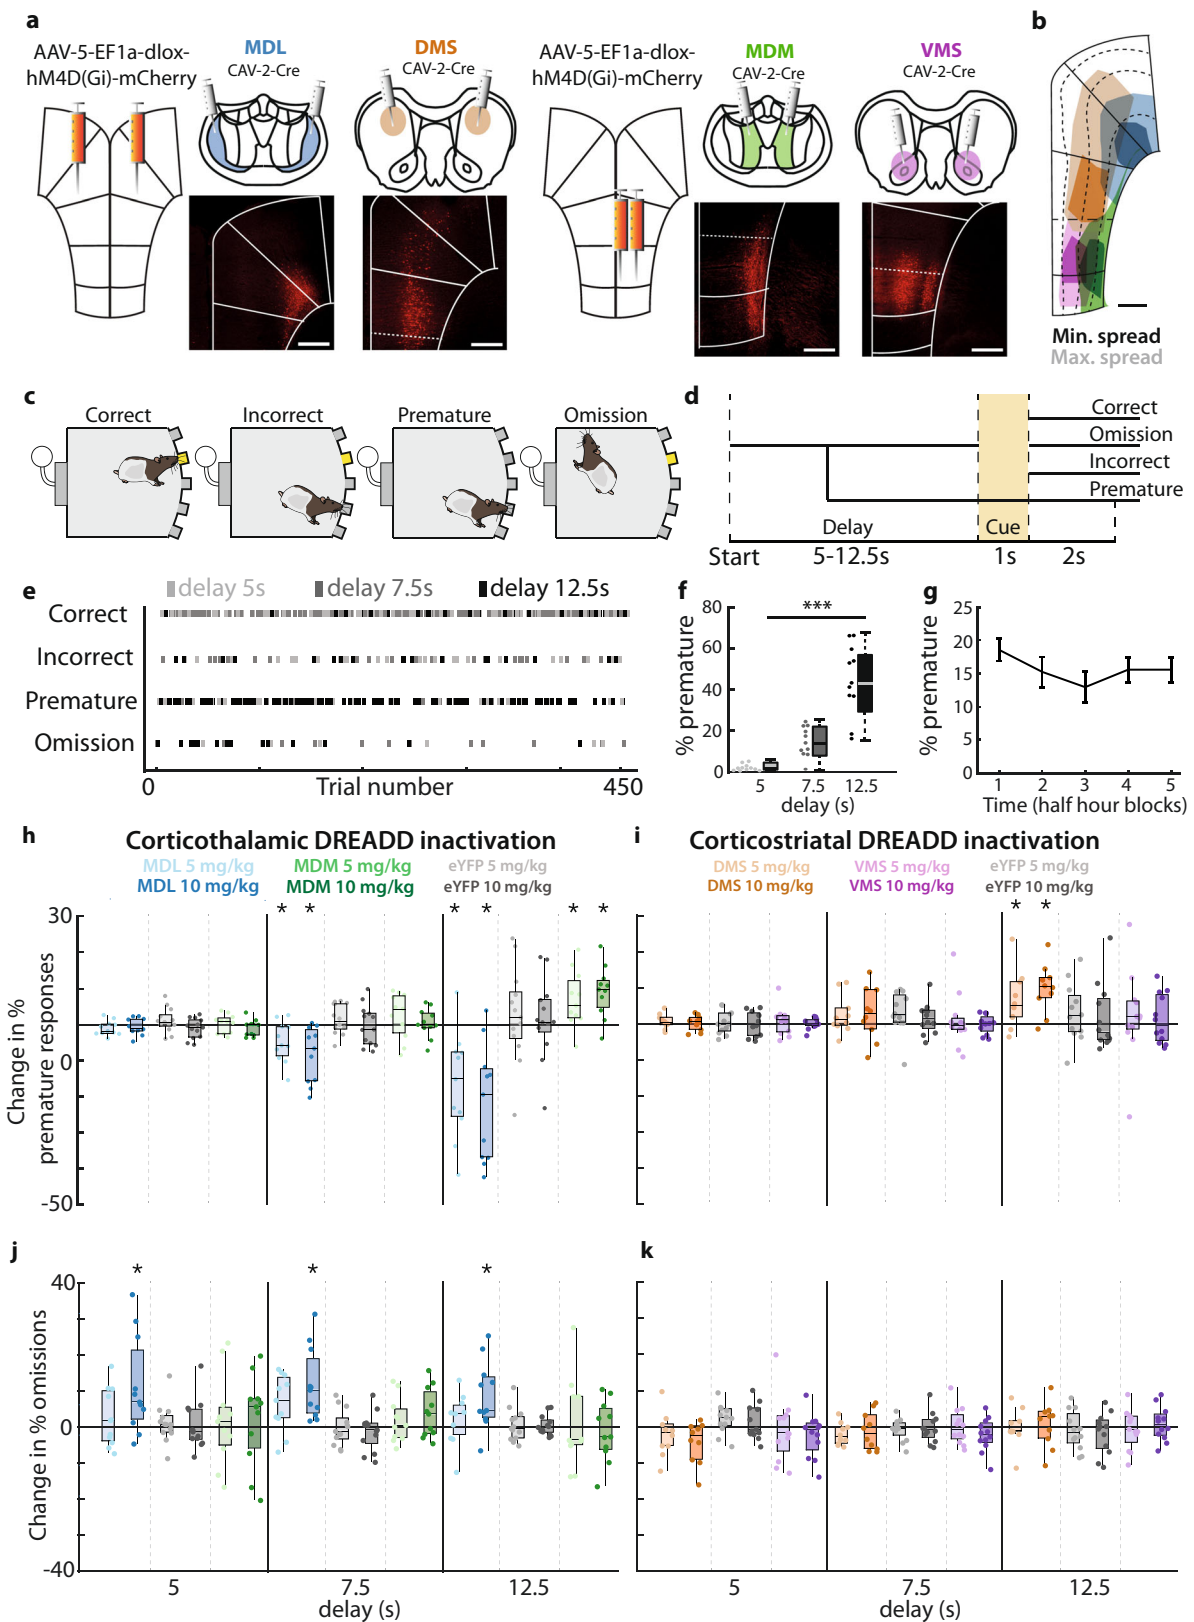 a
AAV-5-EF1a-dlox-
hM4D(Gi)-mCherry
MDL
CAV-2-Cre
DMS
CAV-2-Cre
AAV-5-EF1a-dlox-
hM4D(Gi)-mCherry
MDM
CAV-2-Cre
VMS
CAV-2-Cre
b
Min. spread
Max. spread
c
Correct
Incorrect
Premature
Omission
d
Correct
Omission
Incorrect
Premature
Delay
Cue
Start
5-12.5s
1s
2s
e
delay 5s
delay 7.5s
delay 12.5s
Correct
Incorrect
Premature
Omission
0
Trial number
450
f
80
60
40
20
0
% premature
***
5
7.5
12.5
delay (s)
g
25
20
15
10
5
0
% premature
1
2
3
4
5
Time (half hour blocks)
h
Corticothalamic DREADD inactivation
MDL 5 mg/kg
MDM 5 mg/kg
eYFP 5 mg/kg
MDL 10 mg/kg
MDM 10 mg/kg
eYFP 10 mg/kg
* * * * * *
30
0
-50
Change in %
premature responses
i
Corticostriatal DREADD inactivation
DMS 5 mg/kg
VMS 5 mg/kg
eYFP 5 mg/kg
DMS 10 mg/kg
VMS 10 mg/kg
eYFP 10 mg/kg
* *
j
* * *
40
0
-40
Change in % omissions
5
7.5
12.5
delay (s)
k
5
7.5
12.5
delay (s)